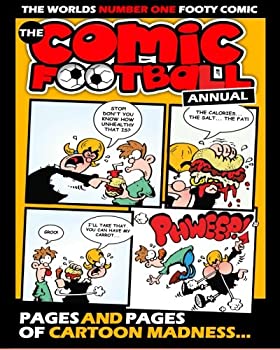 THE WORLDS NUMBER ONE FOOTY COMIC
THE
COMIC
FOOTBALL
ANNUAL
STOP!
DON'T YOU
KNOW HOW
UNHEALTHY
THAT IS?
THE CALORIES.
THE SALT... THE FAT!
GROO!
I'LL TAKE THAT
YOU CAN HAVE MY
CARROT...
PHWEEEP!
PAGES AND PAGES
OF CARTOON MADNESS...